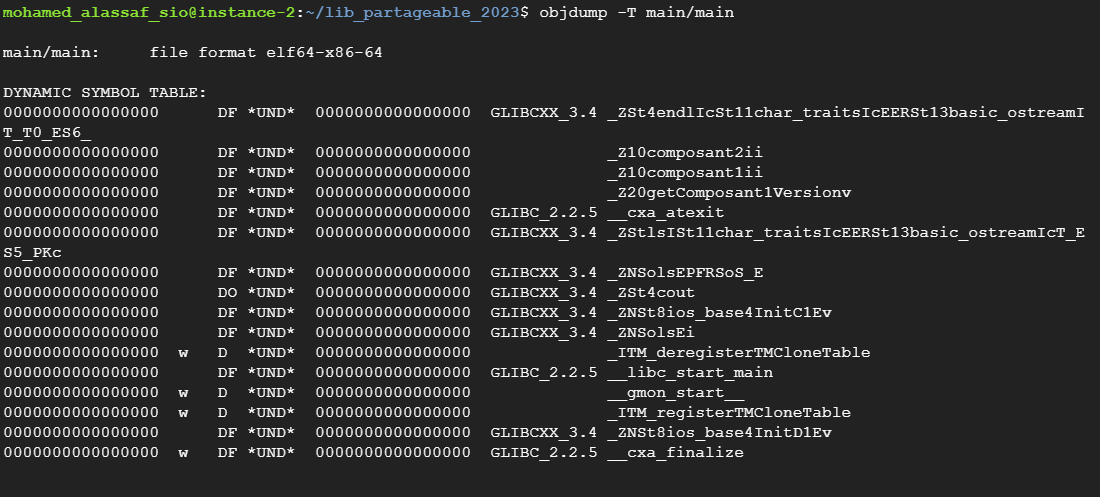 mohamed_alassaf_sio@instance-2:~/lib_partageable_2023$ objdump -T main/main
main/main:     file format elf64-x86-64
DYNAMIC SYMBOL TABLE:
0000000000000000      DF *UND*  0000000000000000  GLIBCXX_3.4 _ZSt4endlIcSt11char_traitsIcEERSt13basic_ostreamI
T_T0_ES6_
0000000000000000      DF *UND*  0000000000000000              _Z10composant2ii
0000000000000000      DF *UND*  0000000000000000              _Z10composant1ii
0000000000000000      DF *UND*  0000000000000000              _Z20getComposant1Versionv
0000000000000000      DF *UND*  0000000000000000  GLIBC_2.2.5 __cxa_atexit
0000000000000000      DF *UND*  0000000000000000  GLIBCXX_3.4 _ZStlsISt11char_traitsIcEERSt13basic_ostreamIcT_E
S5_PKc
0000000000000000      DF *UND*  0000000000000000  GLIBCXX_3.4 _ZNSolsEPFRSoS_E
0000000000000000      DO *UND*  0000000000000000  GLIBCXX_3.4 _ZSt4cout
0000000000000000      DF *UND*  0000000000000000  GLIBCXX_3.4 _ZNSt8ios_base4InitC1Ev
0000000000000000      DF *UND*  0000000000000000  GLIBCXX_3.4 _ZNSolsEi
0000000000000000  w   D  *UND*  0000000000000000              _ITM_deregisterTMCloneTable
0000000000000000      DF *UND*  0000000000000000  GLIBC_2.2.5 __libc_start_main
0000000000000000  w   D  *UND*  0000000000000000              __gmon_start__
0000000000000000  w   D  *UND*  0000000000000000              _ITM_registerTMCloneTable
0000000000000000      DF *UND*  0000000000000000  GLIBCXX_3.4 _ZNSt8ios_base4InitD1Ev
0000000000000000  w   DF *UND*  0000000000000000  GLIBC_2.2.5 __cxa_finalize